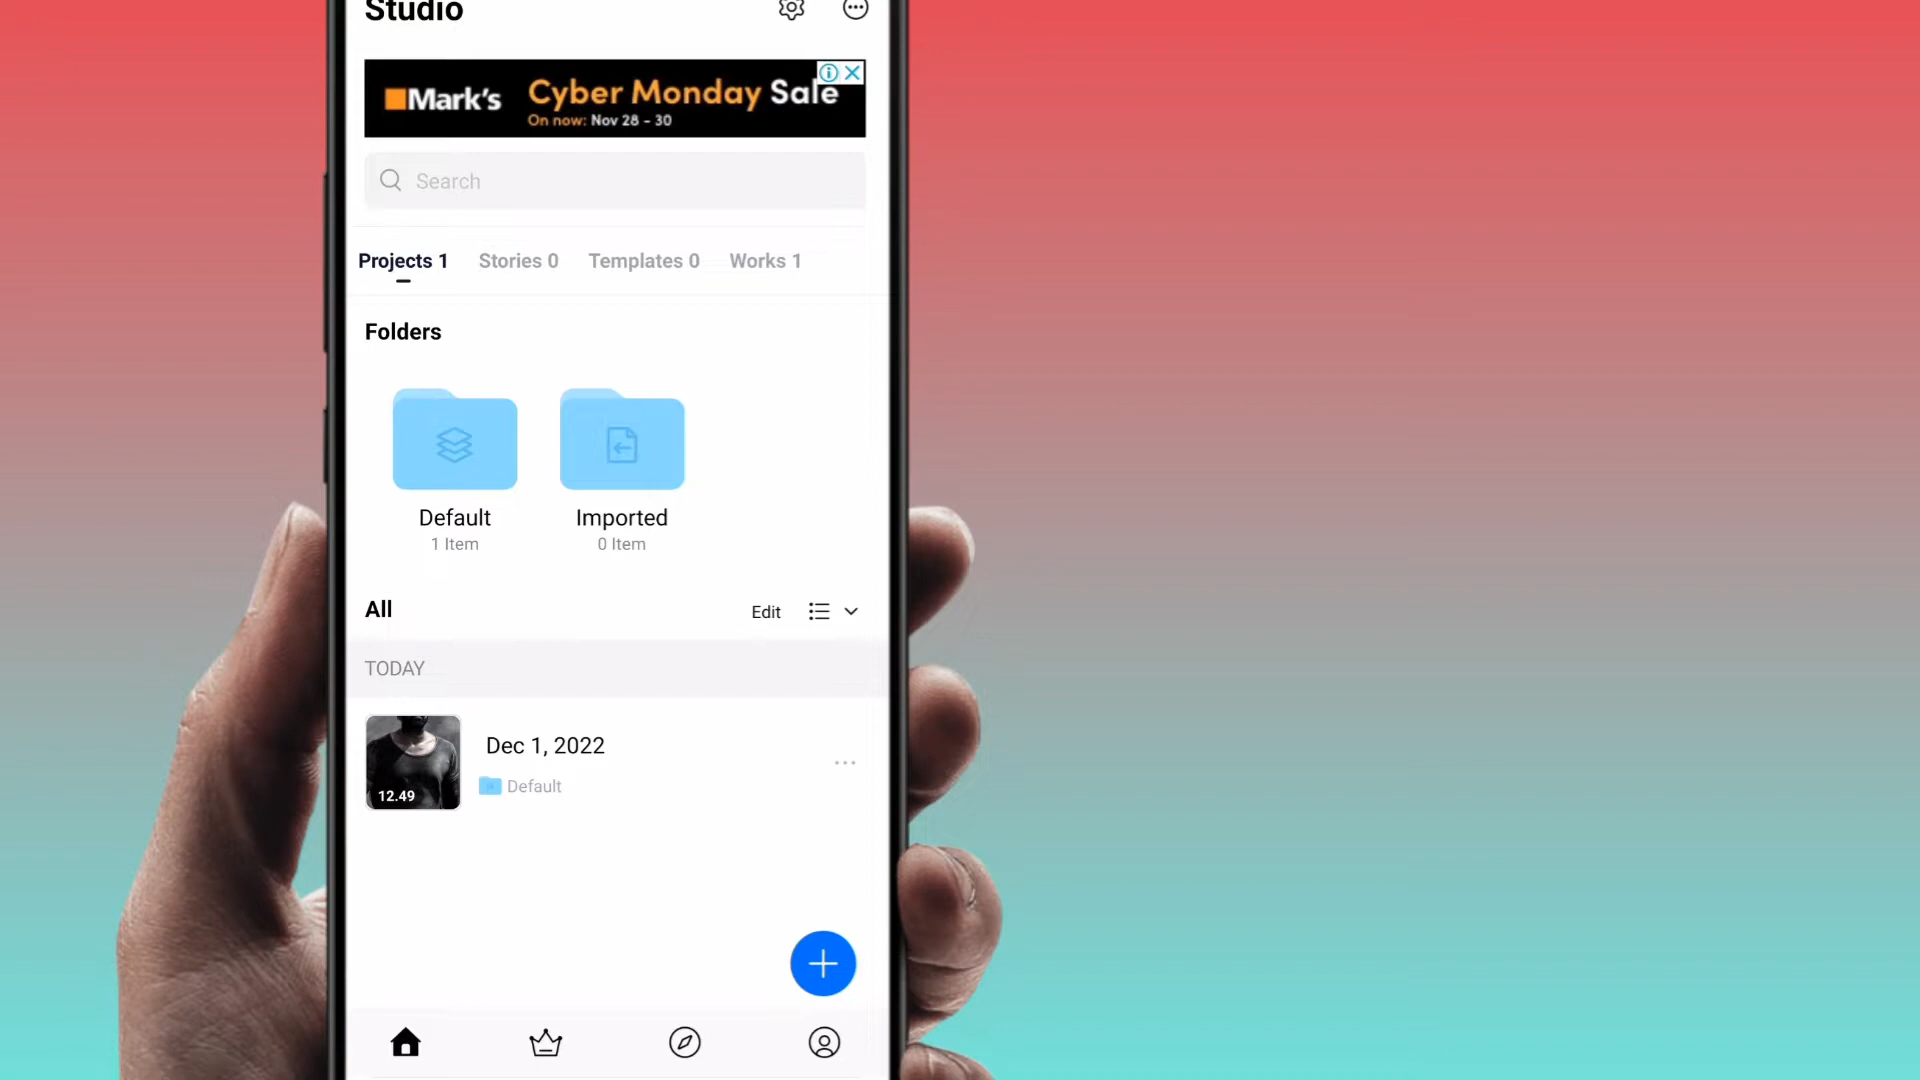 Studio
Mark's
Cyber Monday Sale
On now: Nov 28 - 30
Search
Projects 1 Stories 0 Templates 0 Works 1
Folders
Default Imported
1 Item 0 Item
All Edit
TODAY
Dec 1, 2022
Default
12.49